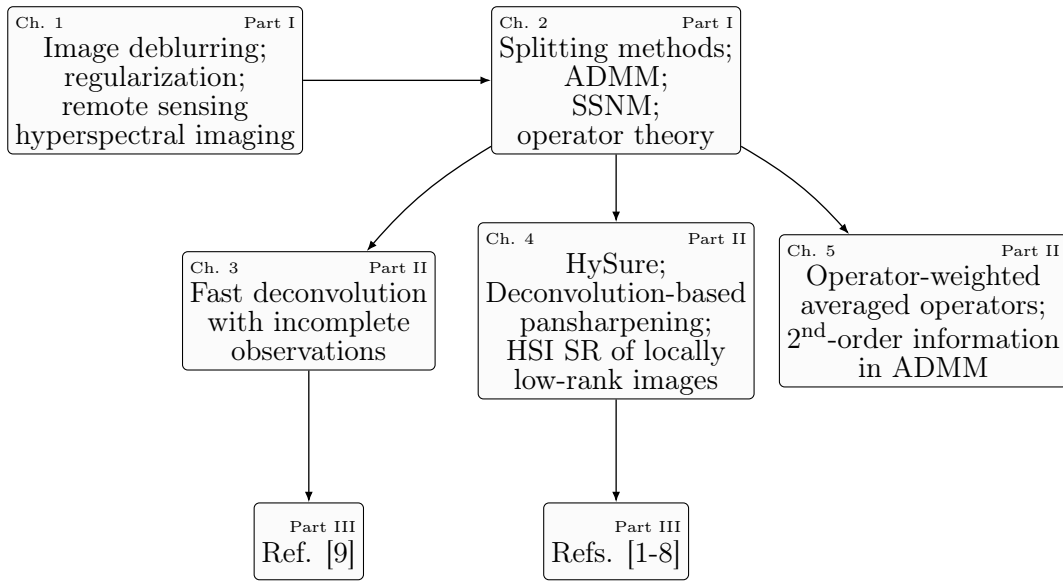 Ch. 1 Part I
Image deblurring;
regularization;
remote sensing
hyperspectral imaging
Ch. 2 Part I
Splitting methods;
ADMM;
SSNM;
operator theory
Ch. 3 Part II
Fast deconvolution
with incomplete
observations
Ch. 4 Part II
HySure;
Deconvolution-based
pansharpening;
HSI SR of locally
low-rank images
Ch. 5 Part II
Operator-weighted
averaged operators;
2nd-order information
in ADMM
Part III
Ref. [9]
Part III
Refs. [1-8]